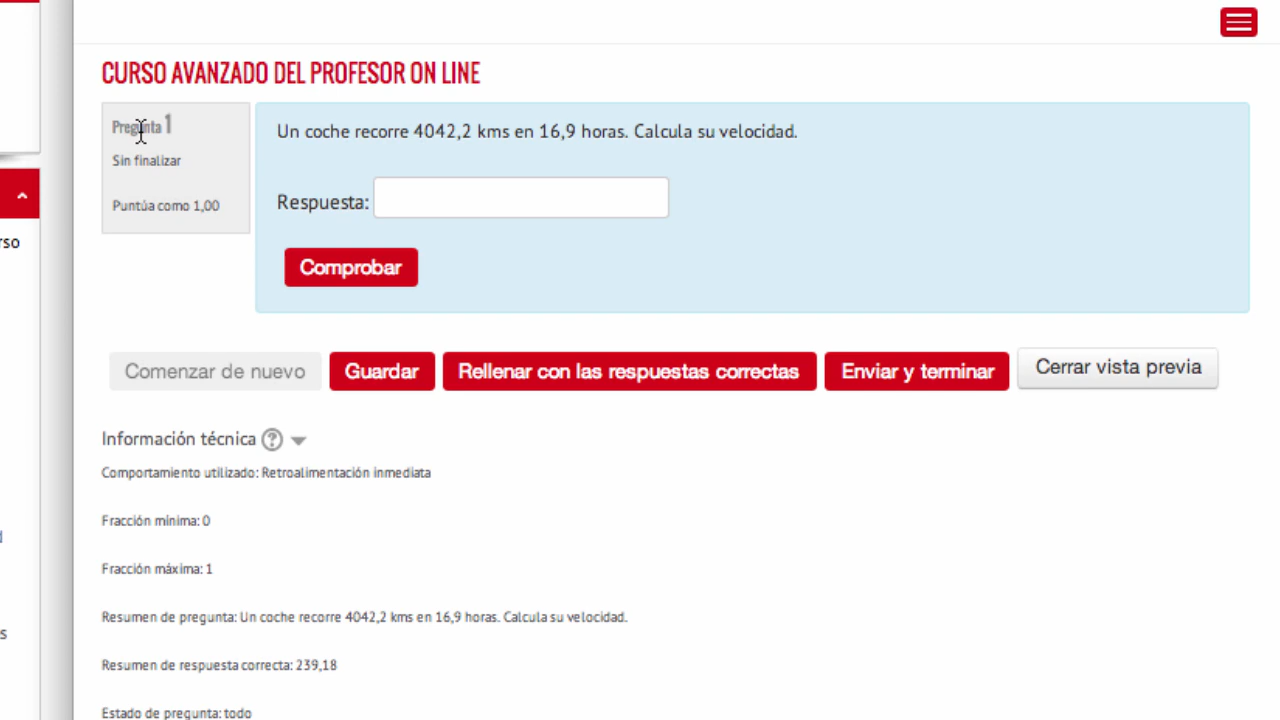 CURSO AVANZADO DEL PROFESOR ON LINE
Pregunta 1
Sin finalizar
Puntúa como 1,00
Un coche recorre 4042,2 kms en 16,9 horas. Calcula su velocidad.
Respuesta:
Comprobar
Comenzar de nuevo
Guardar
Rellenar con las respuestas correctas
Enviar y terminar
Cerrar vista previa
Información técnica
Comportamiento utilizado: Retroalimentación inmediata
Fracción mínima: 0
Fracción máxima: 1
Resumen de pregunta: Un coche recorre 4042,2 kms en 16,9 horas. Calcula su velocidad.
Resumen de respuesta correcta: 239,18
Estado de pregunta: todo